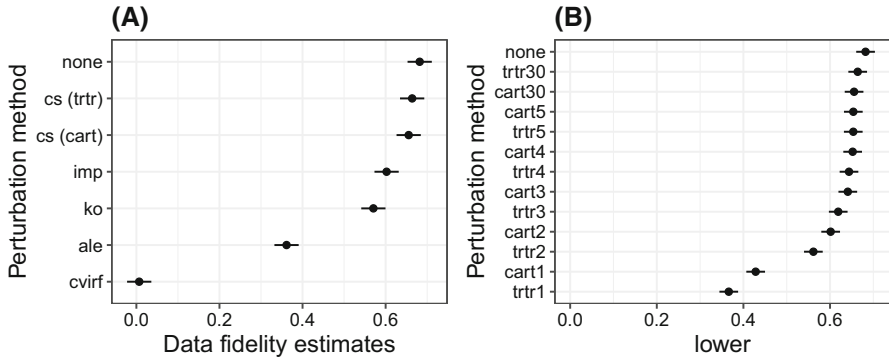 (A)
Perturbation method
none
cs (trtr)
cs (cart)
imp
ko
ale
cvirf
0.0 0.2 0.4 0.6
Data fidelity estimates
(B)
Perturbation method
none
trtr30
cart30
cart5
trtr5
cart4
trtr4
cart3
trtr3
cart2
trtr2
cart1
trtr1
0.0 0.2 0.4 0.6
lower